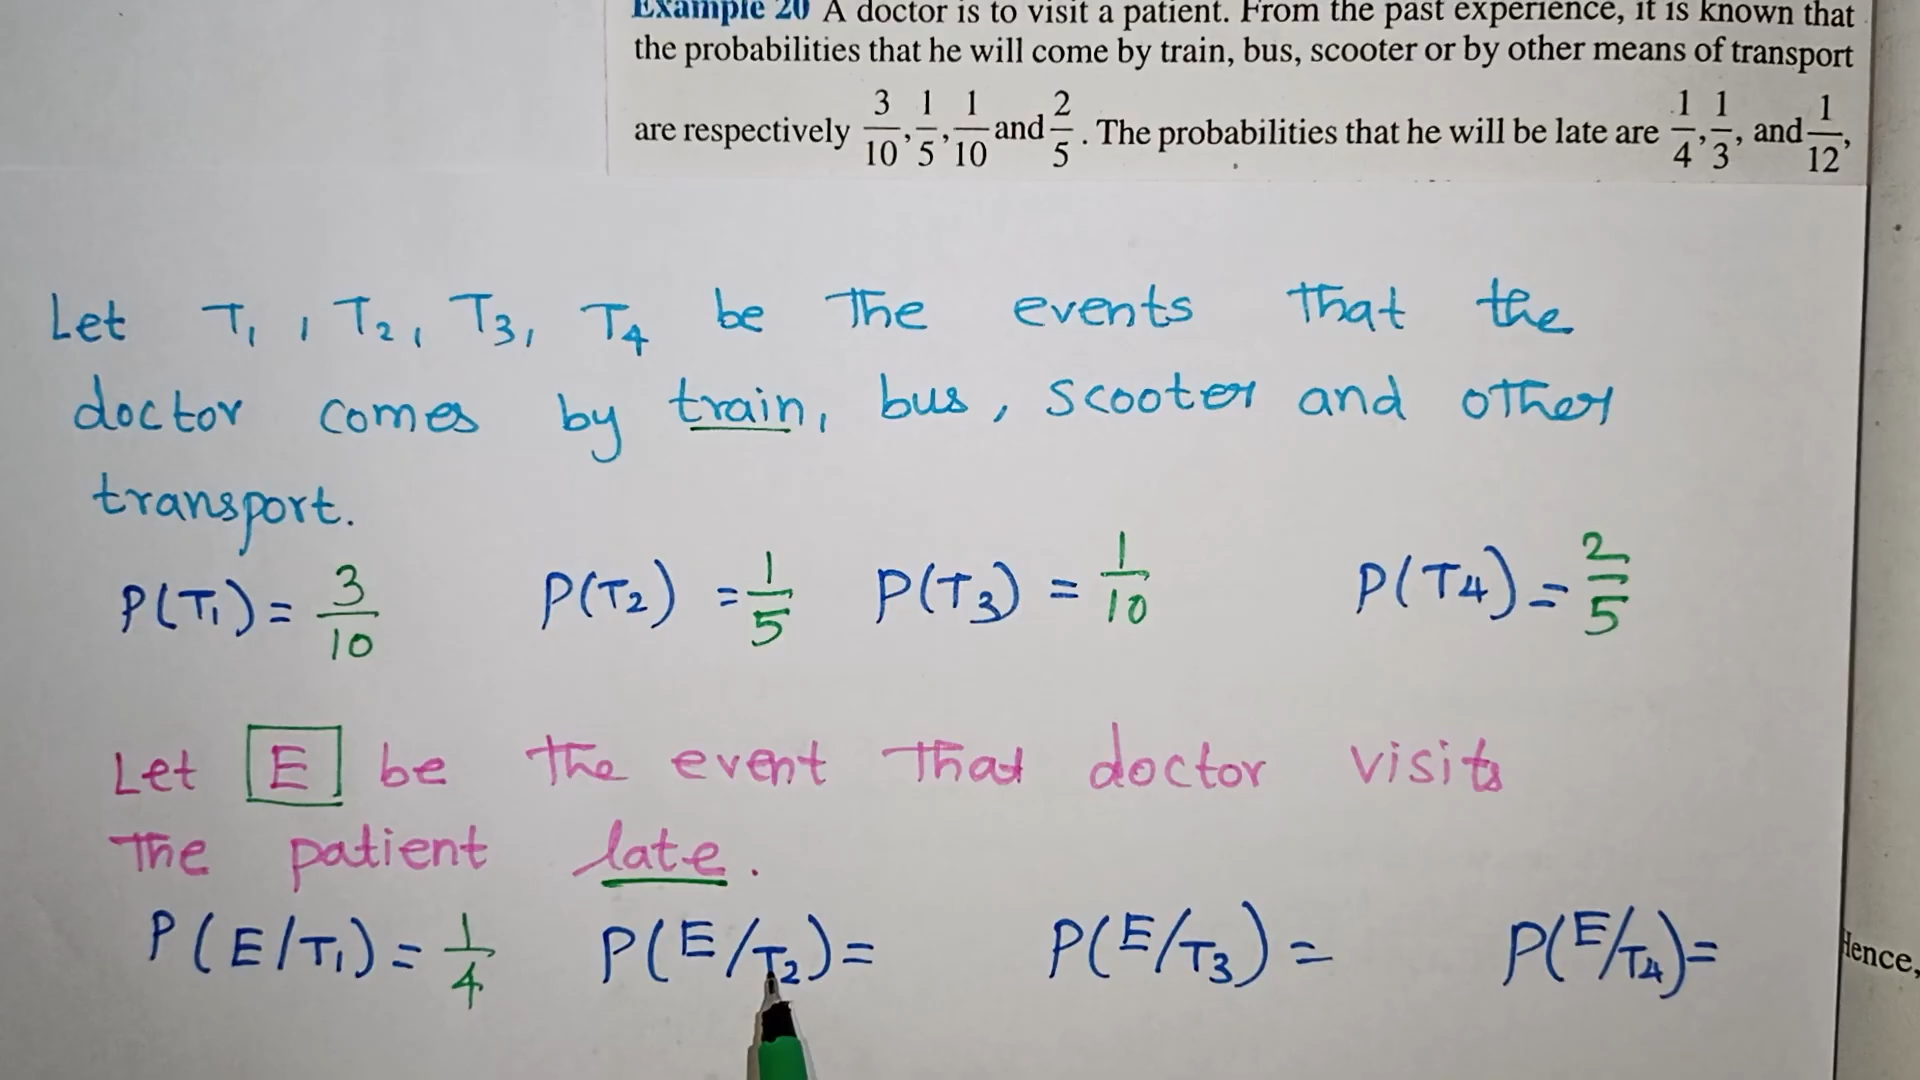 Example 20 A doctor is to visit a patient. From the past experience, it is known that
the probabilities that he will come by train, bus, scooter or by other means of transport
are respectively 3/10, 1/5, 1/10 and 2/5. The probabilities that he will be late are 1/4, 1/3, and 1/12,
Let T₁, T₂, T₃, T₄ be the events that the
doctor comes by train, bus, scooter and other
transport.
P(T₁) = 3/10 P(T₂) = 1/5 P(T₃) = 1/10 P(T₄) = 2/5
Let E be the event that doctor visits
the patient late.
P(E/T₁) = 1/4 P(E/T₂) = P(E/T₃) = P(E/T₄) =
Hence,